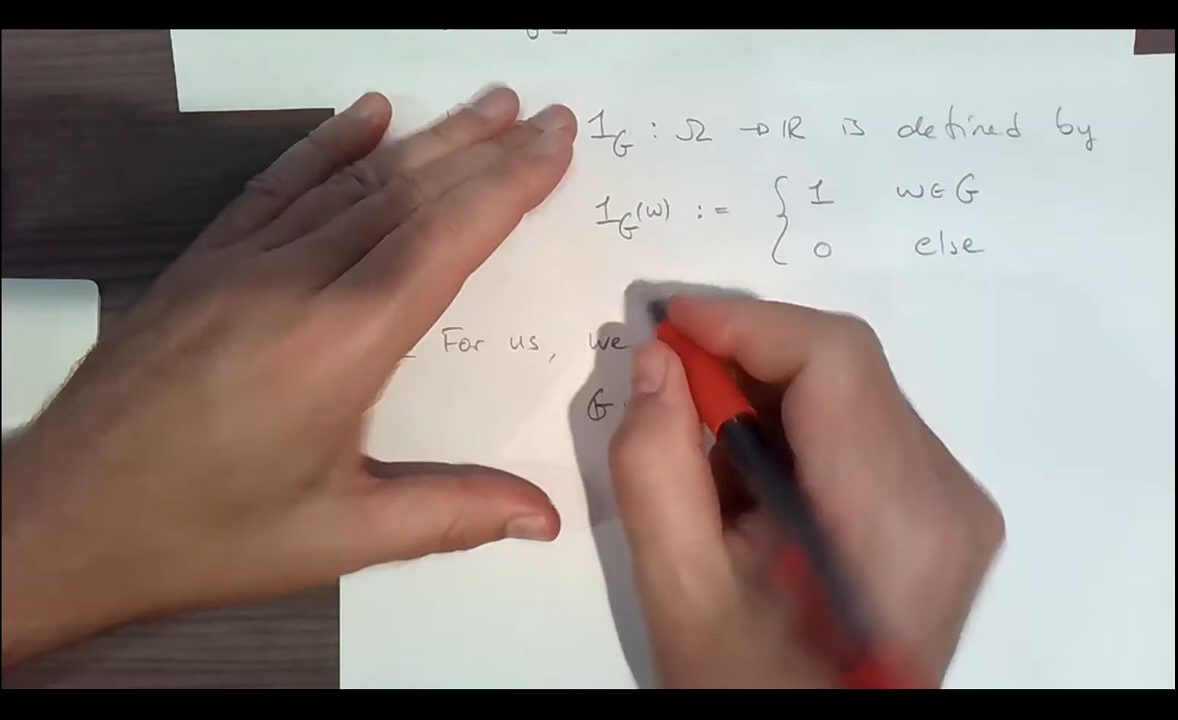 1_G : Ω → ℝ is defined by
1_G(ω) := { 1 ω∈G
0 else
For us, we
G